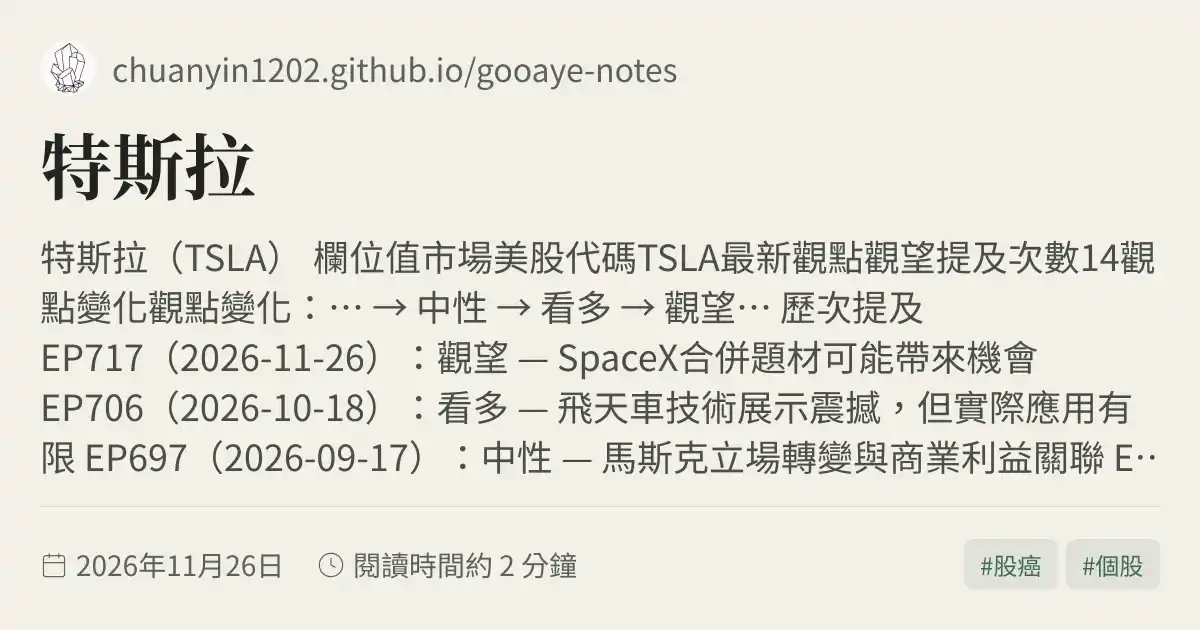 chuanyin1202.github.io/gooaye-notes
特斯拉
特斯拉（TSLA） 欄位值市場美股代碼TSLA最新觀點觀望提及次數14觀
點變化觀點變化：⋯ → 中性 → 看多 → 觀望⋯ 歷次提及
EP717（2026-11-26）：觀望 — SpaceX合併題材可能帶來機會
EP706（2026-10-18）：看多 — 飛天車技術展示震撼，但實際應用有
限 EP697（2026-09-17）：中性 — 馬斯克立場轉變與商業利益關聯 E⋯
2026年11月26日
閱讀時間約 2 分鐘
#股癌
#個股